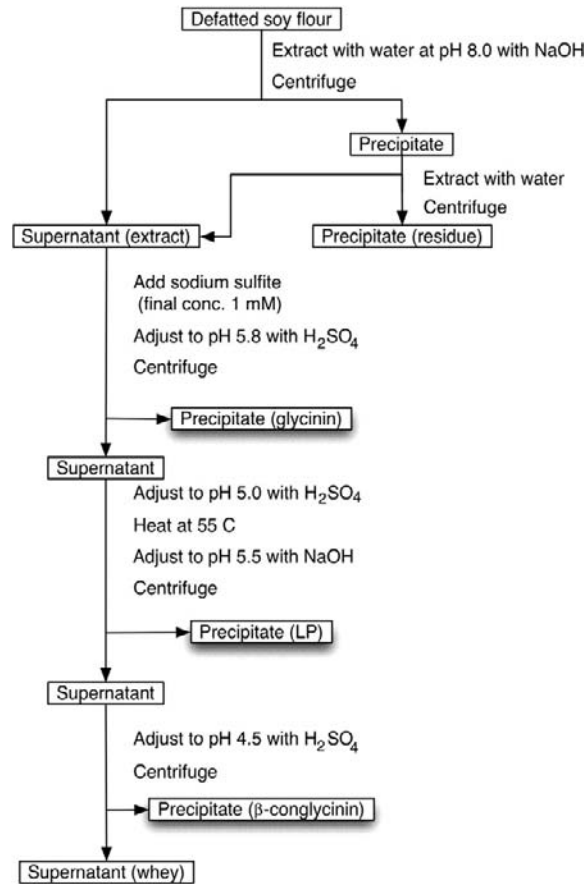 Defatted soy flour
Extract with water at pH 8.0 with NaOH
Centrifuge
Precipitate
Extract with water
Centrifuge
Supernatant (extract)
Precipitate (residue)
Add sodium sulfite
(final conc. 1 mM)
Adjust to pH 5.8 with H₂SO₄
Centrifuge
Precipitate (glycinin)
Supernatant
Adjust to pH 5.0 with H₂SO₄
Heat at 55 C
Adjust to pH 5.5 with NaOH
Centrifuge
Precipitate (LP)
Supernatant
Adjust to pH 4.5 with H₂SO₄
Centrifuge
Precipitate (β-conglycinin)
Supernatant (whey)